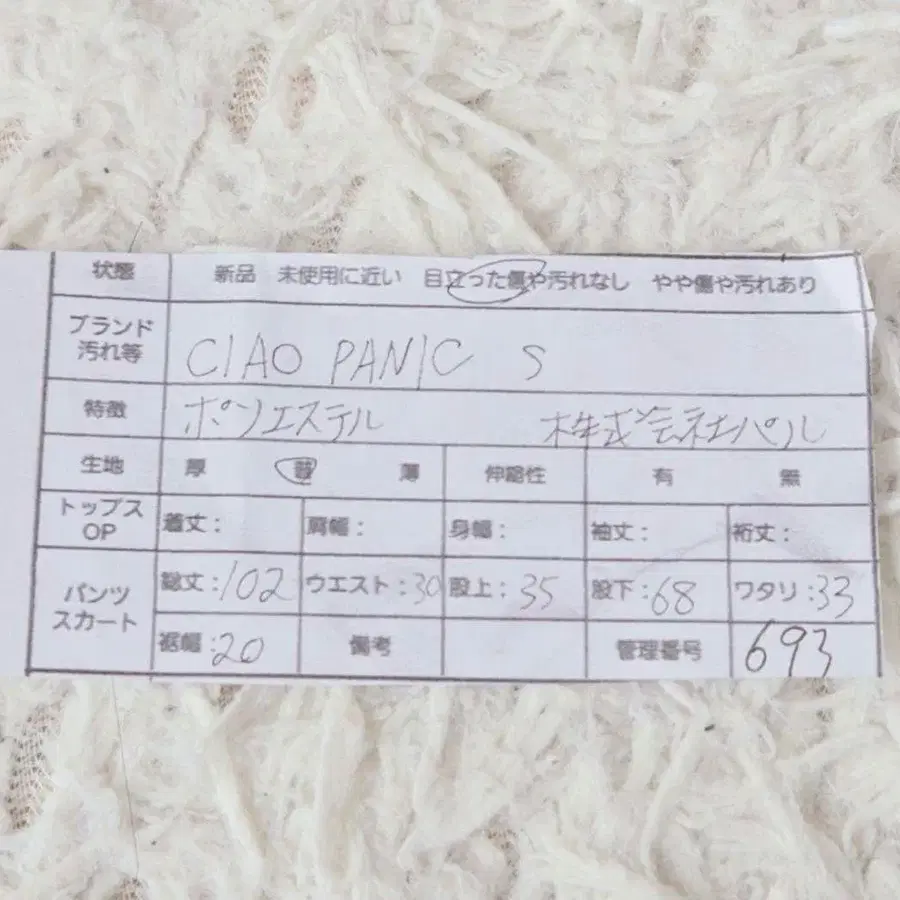 状態 新品 未使用に近い 目立った傷や汚れなし やや傷や汚れあり
ブランド
汚れ等 CIAO PANIC S
特徴 ポリエステル 株式会社パル
生地 厚 普 薄 伸縮性 有 無
トップス
OP 着丈: 肩幅: 身幅: 袖丈: 裄丈:
パンツ
スカート 総丈:102 ウエスト:30 股上:35 股下:68 ワタリ:33
裾幅:20 備考 管理番号 693